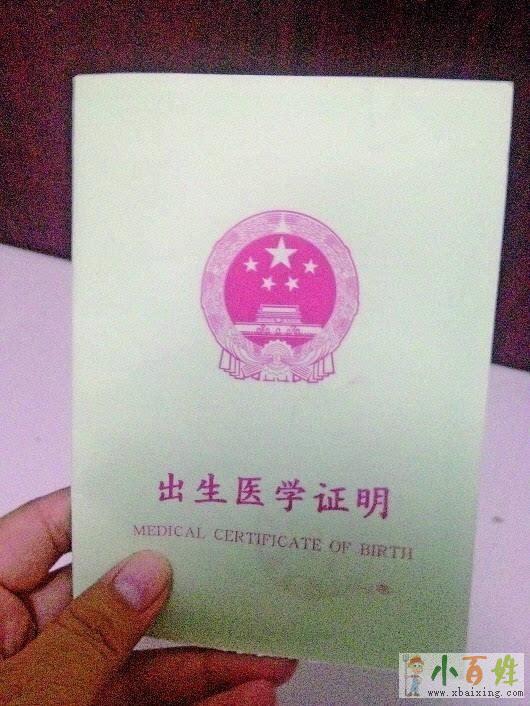 出生医学证明
MEDICAL CERTIFICATE OF BIRTH
小百姓
www.xbaixing.com